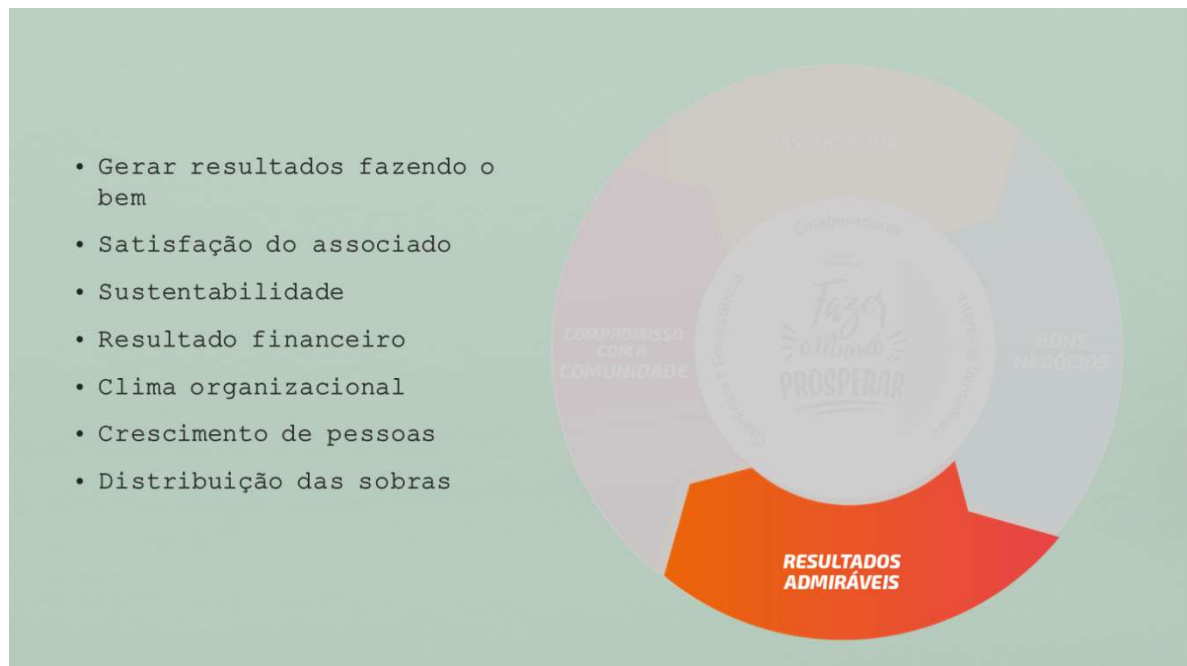 • Gerar resultados fazendo o
bem
• Satisfação do associado
• Sustentabilidade
• Resultado financeiro
• Clima organizacional
• Crescimento de pessoas
• Distribuição das sobras
ASSOCIADOS
Colaboradores
Fazer
o Mundo
PROSPERAR
COMPROMISSO
COM A
COMUNIDADE
BONS
NEGÓCIOS
RESULTADOS
ADMIRÁVEIS